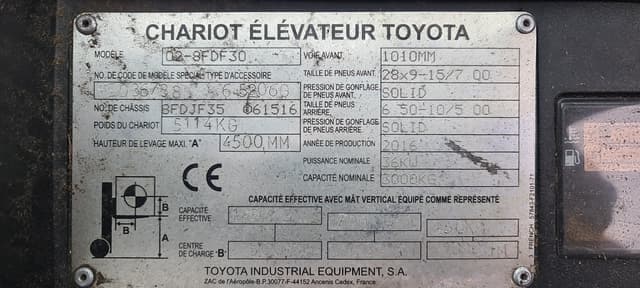 CHARIOT ÉLÉVATEUR TOYOTA
MODÈLE 02-8FDF30 VOIE AVANT 1010MM
NO. DE CODE DE MODÈLE SPÉCIAL TYPE D'ACCESSOIRE TAILLE DE PNEUS AVANT. 28x9-15/7.00
PRESSION DE GONFLAGE DE PNEUS AVANT. SOLID
NO. DE CHÂSSIS 8FDJF35 61516 TAILLE DE PNEUS ARRIÈRE. 6.50-10/5.00
POIDS DU CHARIOT 5114KG PRESSION DE GONFLAGE DE PNEUS ARRIÈRE. SOLID
HAUTEUR DE LEVAGE MAXI. "A" 4500 MM ANNÉE DE PRODUCTION 2016
PUISSANCE NOMINALE 36KW
CAPACITÉ NOMINALE 3000KG
CE
CAPACITÉ EFFECTIVE AVEC MÂT VERTICAL ÉQUIPÉ COMME REPRÉSENTÉ
B
B
A
CAPACITÉ EFFECTIVE
CENTRE DE CHARGE "B"
TOYOTA INDUSTRIAL EQUIPMENT, S.A.
ZAC de l'Aéropôle-B.P.30077-F-44152 Ancenis Cedex, France